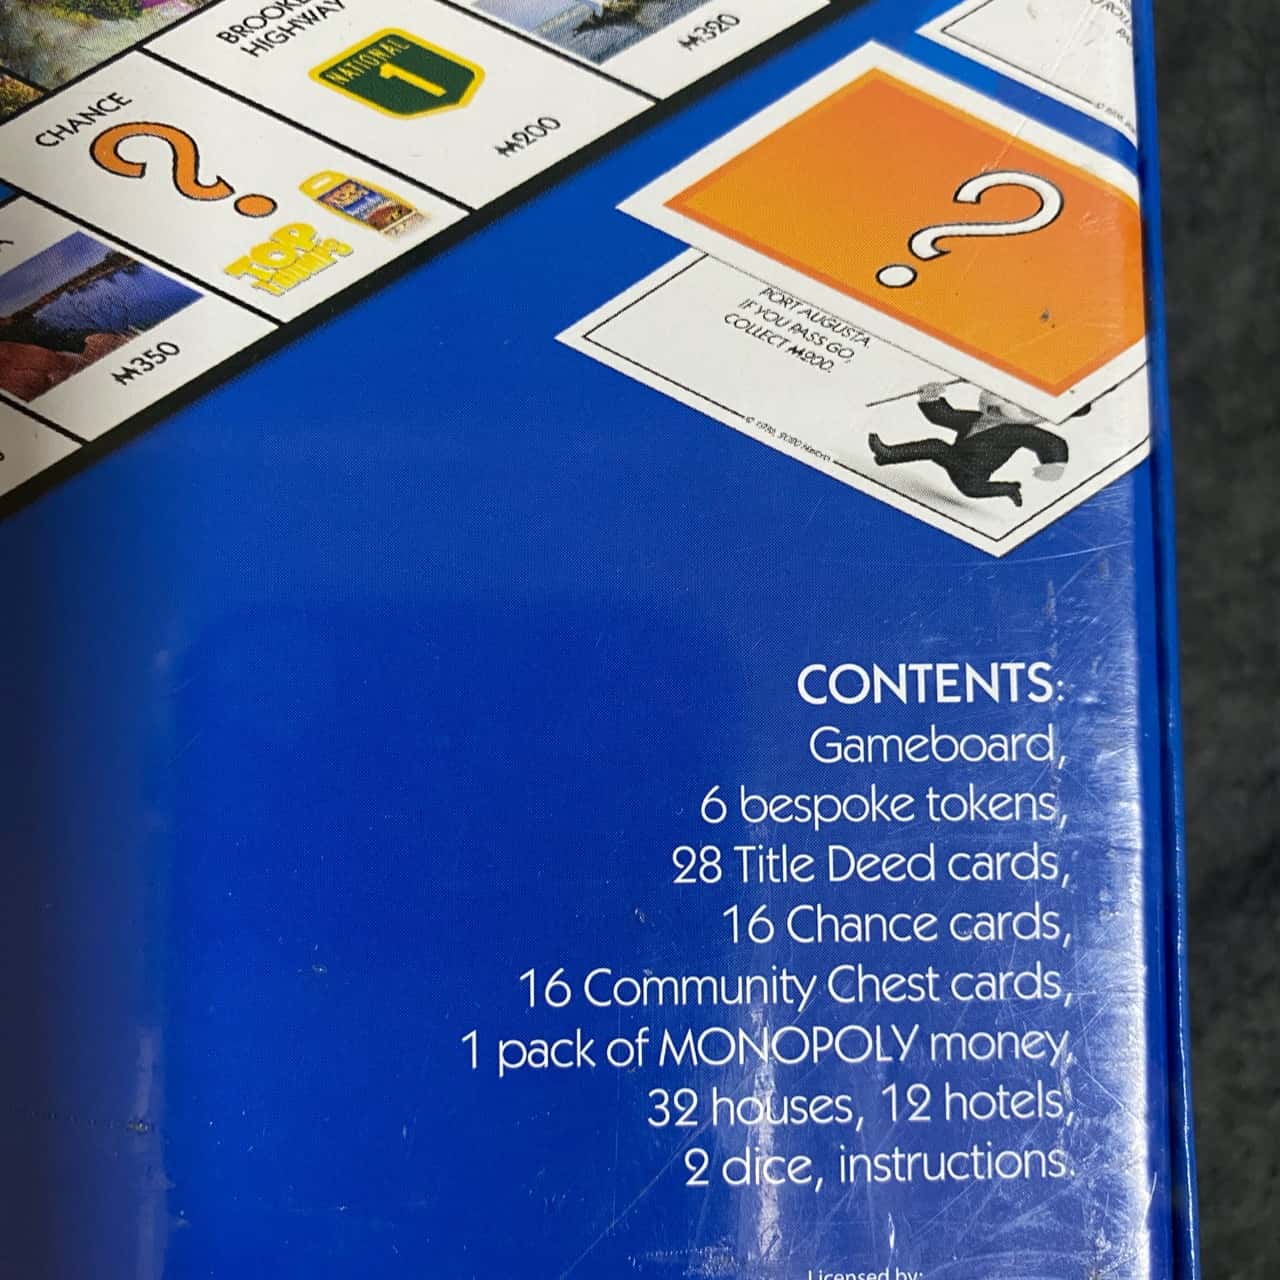 BROOKE
HIGHWAY
NATIONAL
1
₩200
₩320
CHANCE
?
TOP
TRUMPS
₩350
?
PORT AUGUSTA.
IF YOU PASS GO,
COLLECT ₩200.
CONTENTS:
Gameboard,
6 bespoke tokens,
28 Title Deed cards,
16 Chance cards,
16 Community Chest cards,
1 pack of MONOPOLY money,
32 houses, 12 hotels,
2 dice, instructions.
Licensed by: